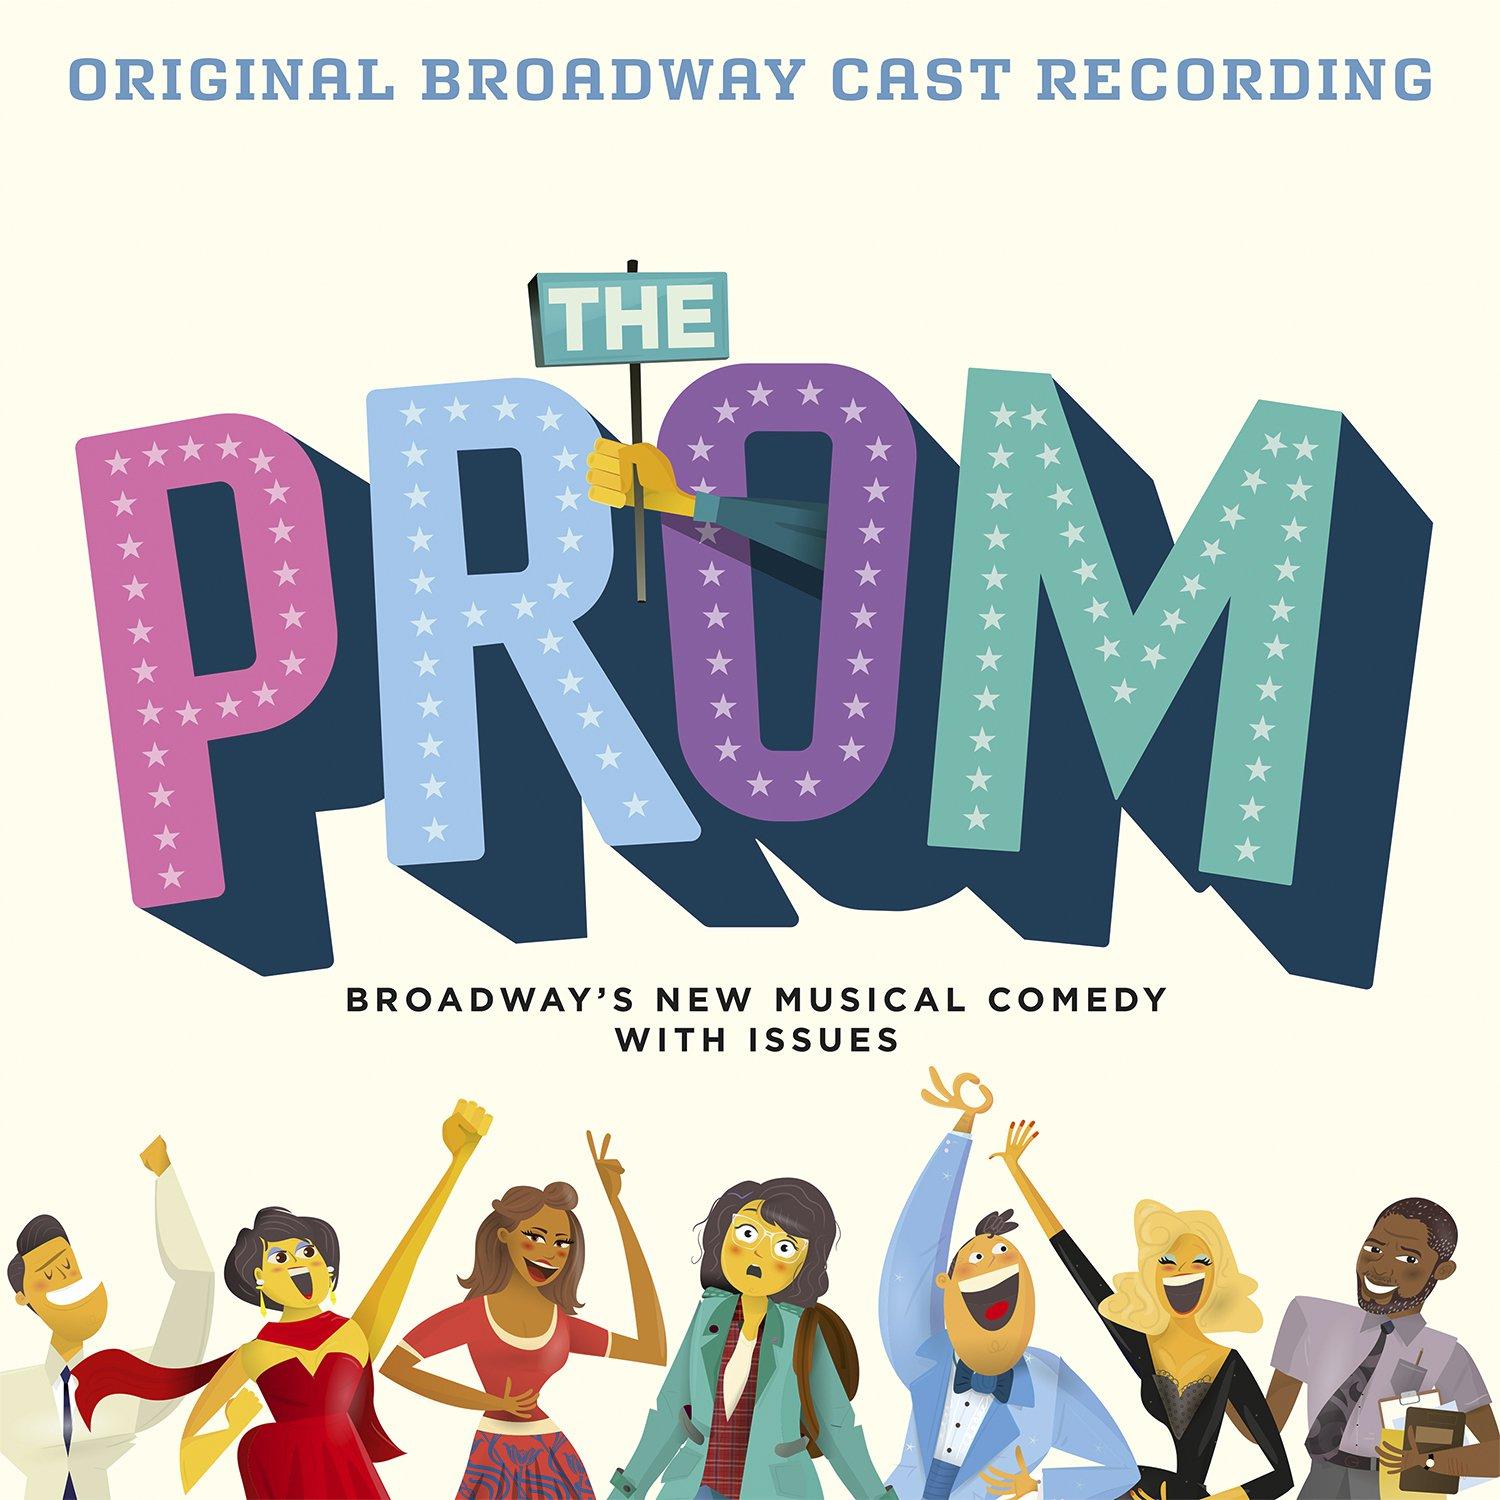 ORIGINAL BROADWAY CAST RECORDING
THE
PROM
BROADWAY'S NEW MUSICAL COMEDY
WITH ISSUES